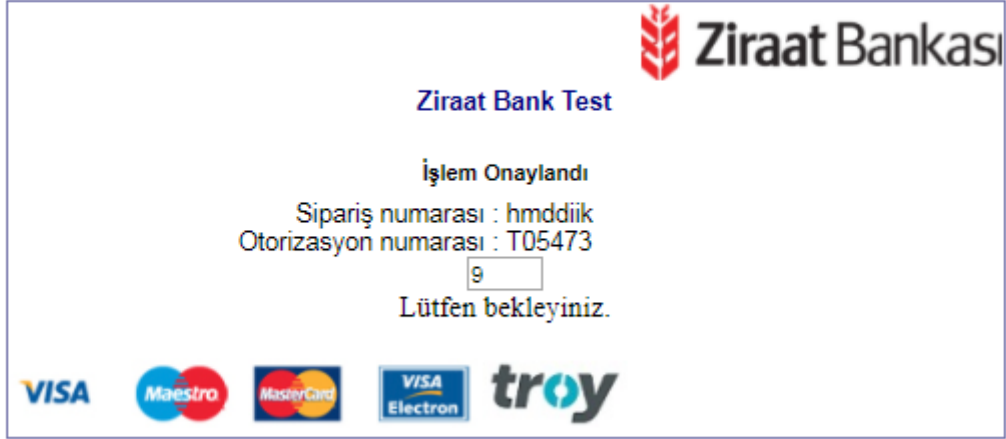 Ziraat Bankası
Ziraat Bank Test
İşlem Onaylandı
Sipariş numarası : hmddiik
Otorizasyon numarası : T05473
9
Lütfen bekleyiniz.
VISA Maestro MasterCard VISA Electron troy